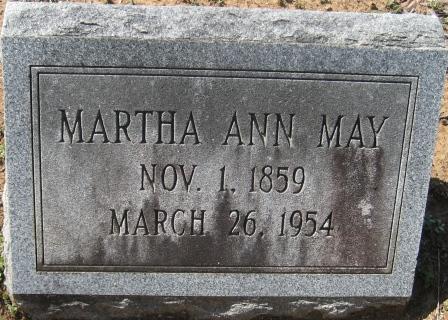 MARTHA ANN MAY
NOV. 1, 1859
MARCH 26, 1954